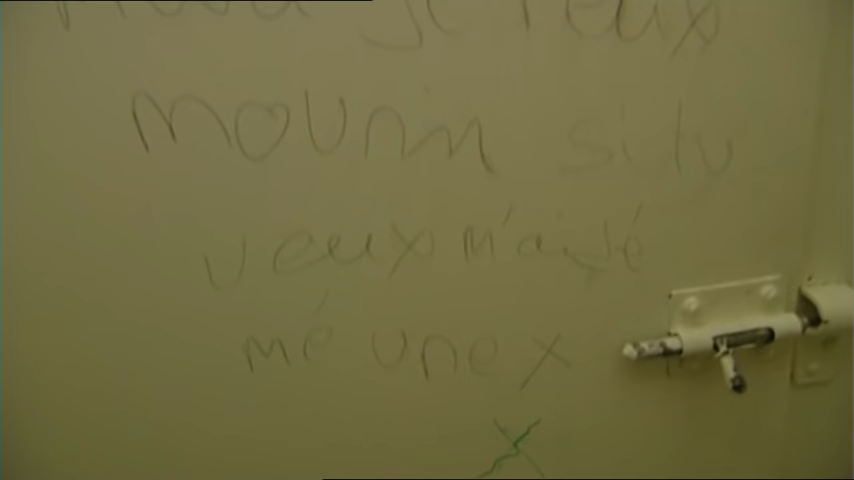 je veux
mourir si tu
veux m'aidé
mé une x
x